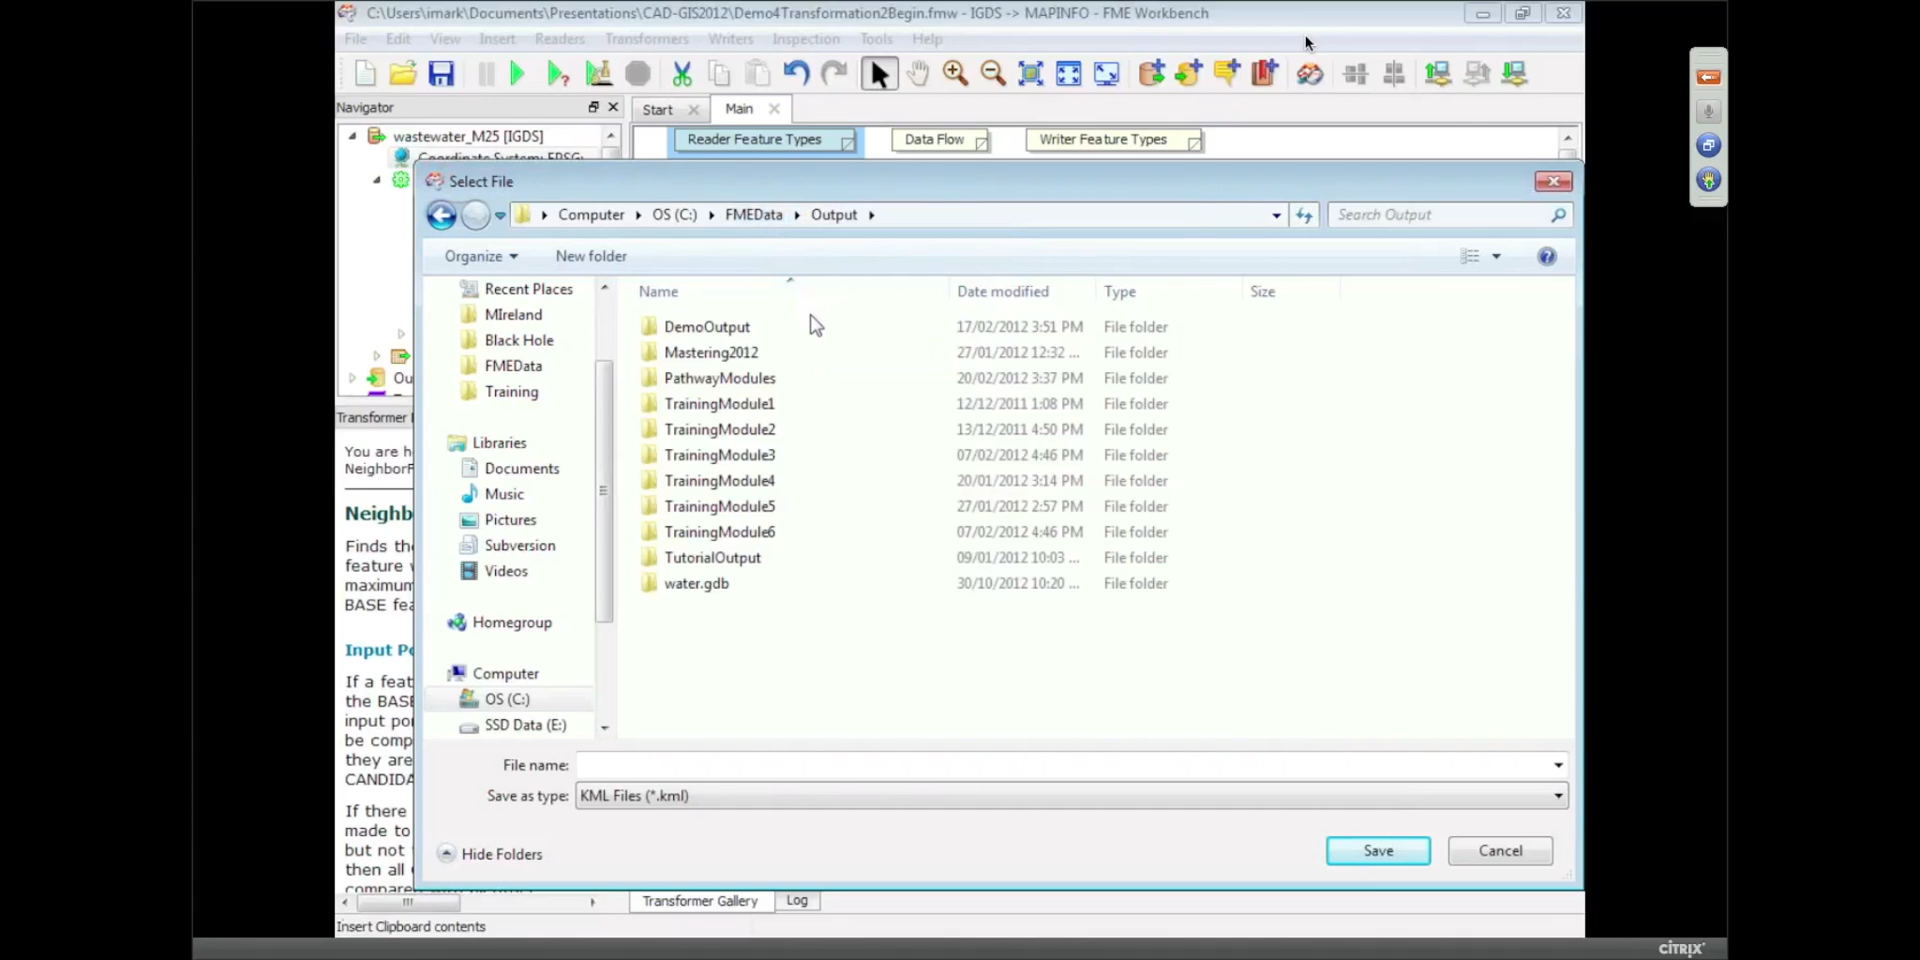 C:\Users\imark\Documents\Presentations\CAD-GIS2012\Demo4Transformation2Begin.fmw - IGDS -> MAPINFO - FME Workbench
File Edit View Insert Readers Transformers Writers Inspection Tools Help
Navigator
Start Main
wastewater_M25 [IGDS]
Coordinate System: EPSG:
Reader Feature Types Data Flow Writer Feature Types
Select File
Computer OS (C:) FMEData Output
Search Output
Organize New folder
Name Date modified Type Size
Recent Places
MIreland
Black Hole
FMEData
Training
Libraries
Documents
Music
Pictures
Subversion
Videos
Homegroup
Computer
OS (C:)
SSD Data (E:)
DemoOutput 17/02/2012 3:51 PM File folder
Mastering2012 27/01/2012 12:32 ... File folder
PathwayModules 20/02/2012 3:37 PM File folder
TrainingModule1 12/12/2011 1:08 PM File folder
TrainingModule2 13/12/2011 4:50 PM File folder
TrainingModule3 07/02/2012 4:46 PM File folder
TrainingModule4 20/01/2012 3:14 PM File folder
TrainingModule5 27/01/2012 2:57 PM File folder
TrainingModule6 07/02/2012 4:46 PM File folder
TutorialOutput 09/01/2012 10:03 ... File folder
water.gdb 30/10/2012 10:20 ... File folder
File name:
Save as type: KML Files (*.kml)
Hide Folders
Save Cancel
Ou
Transformer
You are h
Neighbor
Neighb
Finds the
feature
maximum
BASE fea
Input Po
If a feat
the BAS
input po
be comp
they are
CANDIDA
If there
made to
but not
then all
compare
Transformer Gallery Log
Insert Clipboard contents
CITRIX